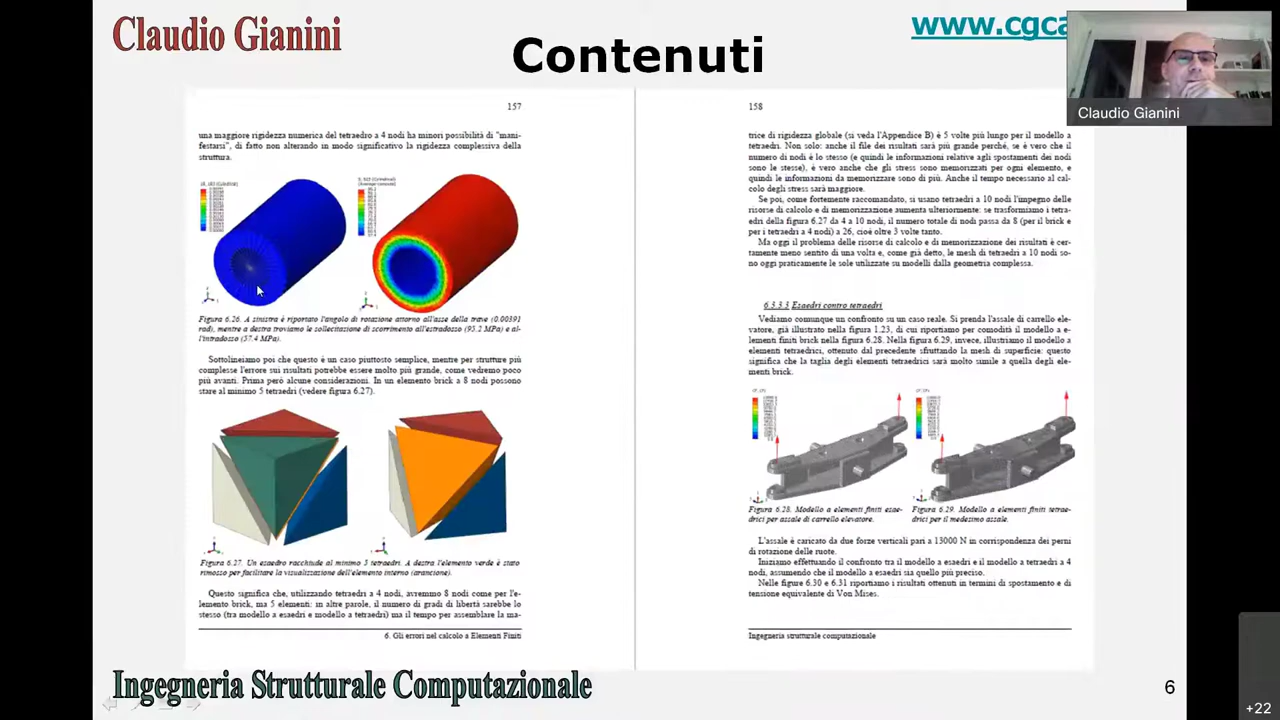 Claudio Gianini
www.cgca
Contenuti
Claudio Gianini
157
una maggiore rigidezza numerica del tetraedro a 4 nodi ha minori possibilità di "mani-
festarsi", di fatto non alterando in modo significativo la rigidezza complessiva della
struttura.
Figura 6.26. A sinistra è riportato l'angolo di rotazione attorno all'asse della trave (0.00391
rad), mentre a destra troviamo le sollecitazione di scorrimento all'estradosso (95.2 MPa) e al-
l'intradosso (57.4 MPa).
Sottolineiamo poi che questo è un caso piuttosto semplice, mentre per strutture più
complesse l'errore sui risultati potrebbe essere molto più grande, come vedremo poco
più avanti. Prima però alcune considerazioni. In un elemento brick a 8 nodi possono
stare al minimo 5 tetraedri (vedere figura 6.27).
Figura 6.27. Un esaedro racchiude al minimo 5 tetraedri. A destra l'elemento verde è stato
rimosso per facilitare la visualizzazione dell'elemento interno (arancione).
Questo significa che, utilizzando tetraedri a 4 nodi, avremmo 8 nodi come per l'e-
lemento brick, ma 5 elementi: in altre parole, il numero di gradi di libertà sarebbe lo
stesso (tra modello a esaedri e modello a tetraedri) ma il tempo per assemblare la ma-
6. Gli errori nel calcolo a Elementi Finiti
158
trice di rigidezza globale (si veda l'Appendice B) è 5 volte più lungo per il modello a
tetraedri. Non solo: anche il file dei risultati sarà più grande perché, se è vero che il
numero di nodi è lo stesso (e quindi le informazioni relative agli spostamenti dei nodi
sono le stesse), è vero anche che gli stress sono memorizzati per ogni elemento, e
quindi le informazioni da memorizzare sono di più. Anche il tempo necessario al cal-
colo degli stress sarà maggiore.
Se poi, come fortemente raccomandato, si usano tetraedri a 10 nodi l'impegno delle
risorse di calcolo e di memorizzazione aumenta ulteriormente: se trasformiamo i tetra-
edri della figura 6.27 da 4 a 10 nodi, il numero totale di nodi passa da 8 (per il brick e
per i tetraedri a 4 nodi) a 26, cioè oltre 3 volte tanto.
Ma oggi il problema delle risorse di calcolo e di memorizzazione dei risultati è cer-
tamente meno sentito di una volta e, come già detto, le mesh di tetraedri a 10 nodi so-
no oggi praticamente le sole utilizzate su modelli dalla geometria complessa.
6.3.3.3 Esaedri contro tetraedri
Vediamo comunque un confronto su un caso reale. Si prenda l'assale di carrello ele-
vatore, già illustrato nella figura 1.23, di cui riportiamo per comodità il modello a e-
lementi finiti brick nella figura 6.28. Nella figura 6.29, invece, illustriamo il modello a
elementi tetraedrici, ottenuto dal precedente sfruttando la mesh di superficie: questo
significa che la taglia degli elementi tetraedrici sarà molto simile a quella degli ele-
menti brick.
Figura 6.28. Modello a elementi finiti esae-
drici per assale di carrello elevatore.
Figura 6.29. Modello a elementi finiti tetrae-
drici per il medesimo assale.
L'assale è caricato da due forze verticali pari a 13000 N in corrispondenza dei perni
di rotazione delle ruote.
Iniziamo effettuando il confronto tra il modello a esaedri e il modello a tetraedri a 4
nodi, assumendo che il modello a esaedri sia quello più preciso.
Nelle figure 6.30 e 6.31 riportiamo i risultati ottenuti in termini di spostamento e di
tensione equivalente di Von Mises.
Ingegneria strutturale computazionale
Ingegneria Strutturale Computazionale
6
+22